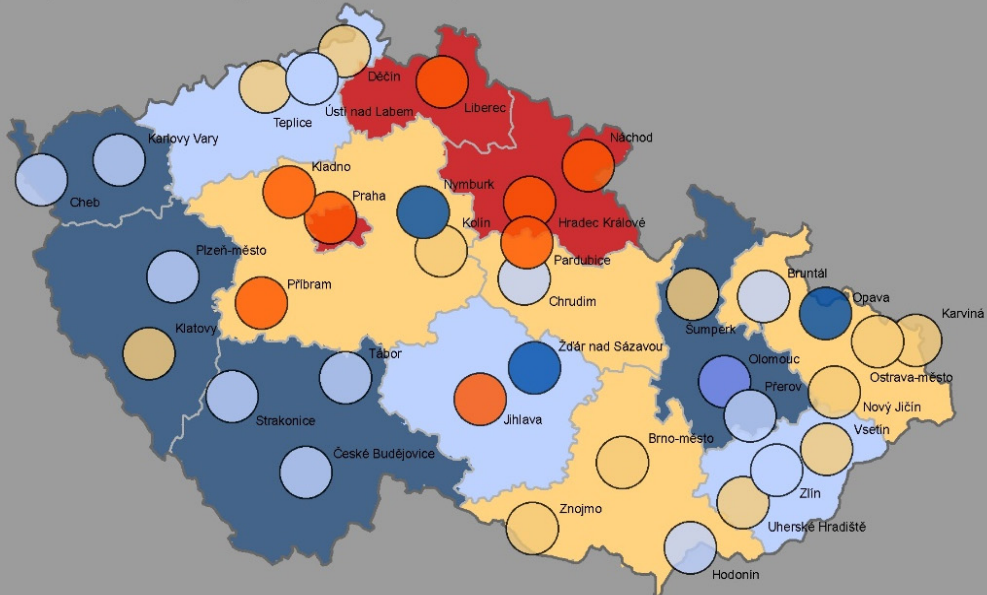 Děčín
Liberec
Ústí nad Labem
Teplice
Karlovy Vary
Náchod
Kladno
Nymburk
Praha
Cheb
Kolín
Hradec Králové
Plzeň-město
Pardubice
Bruntál
Příbram
Chrudim
Opava
Karviná
Klatovy
Šumperk
Tábor
Žďár nad Sázavou
Olomouc
Ostrava-město
Přerov
Nový Jičín
Strakonice
Jihlava
Vsetín
Brno-město
České Budějovice
Zlín
Znojmo
Uherské Hradiště
Hodonín